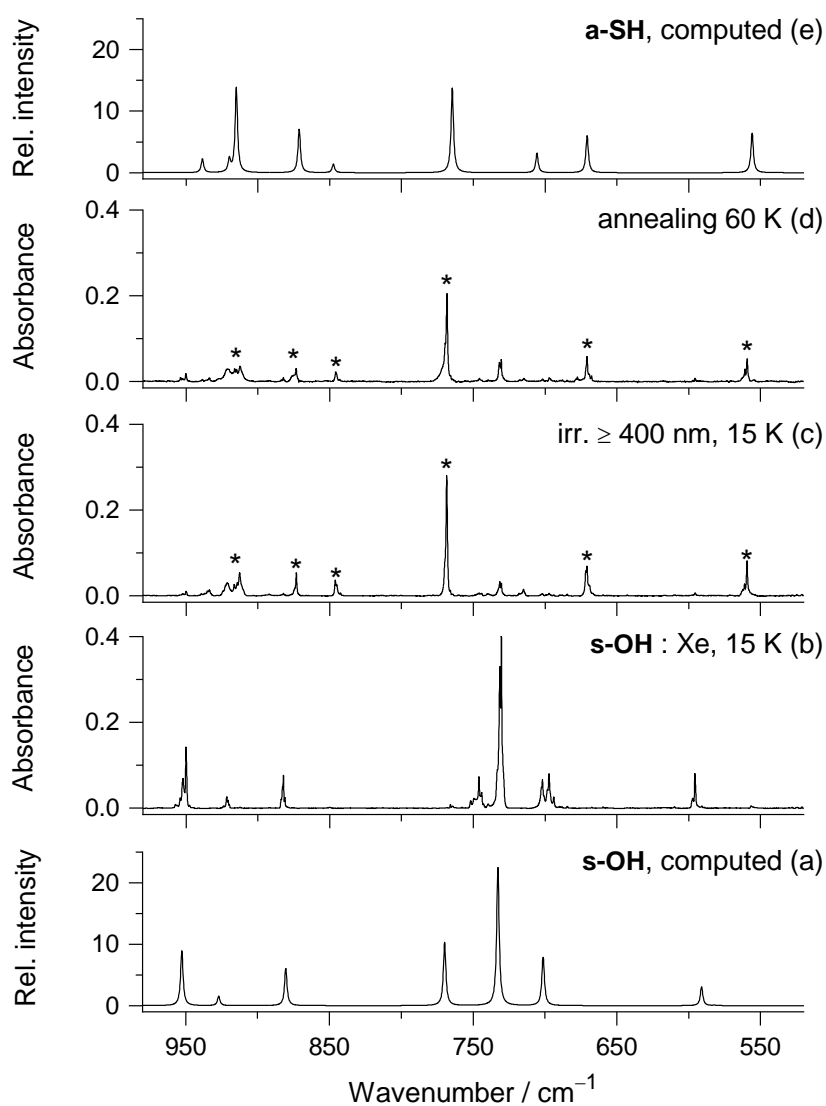 a-SH, computed (e)
Rel. intensity
20
10
0
annealing 60 K (d)
Absorbance
0.4
0.2
0.0
*
*
*
*
*
*
irr. ≥ 400 nm, 15 K (c)
Absorbance
0.4
0.2
0.0
*
*
*
*
*
*
s-OH : Xe, 15 K (b)
Absorbance
0.4
0.2
0.0
s-OH, computed (a)
Rel. intensity
20
10
0
950 850 750 650 550
Wavenumber / cm⁻¹